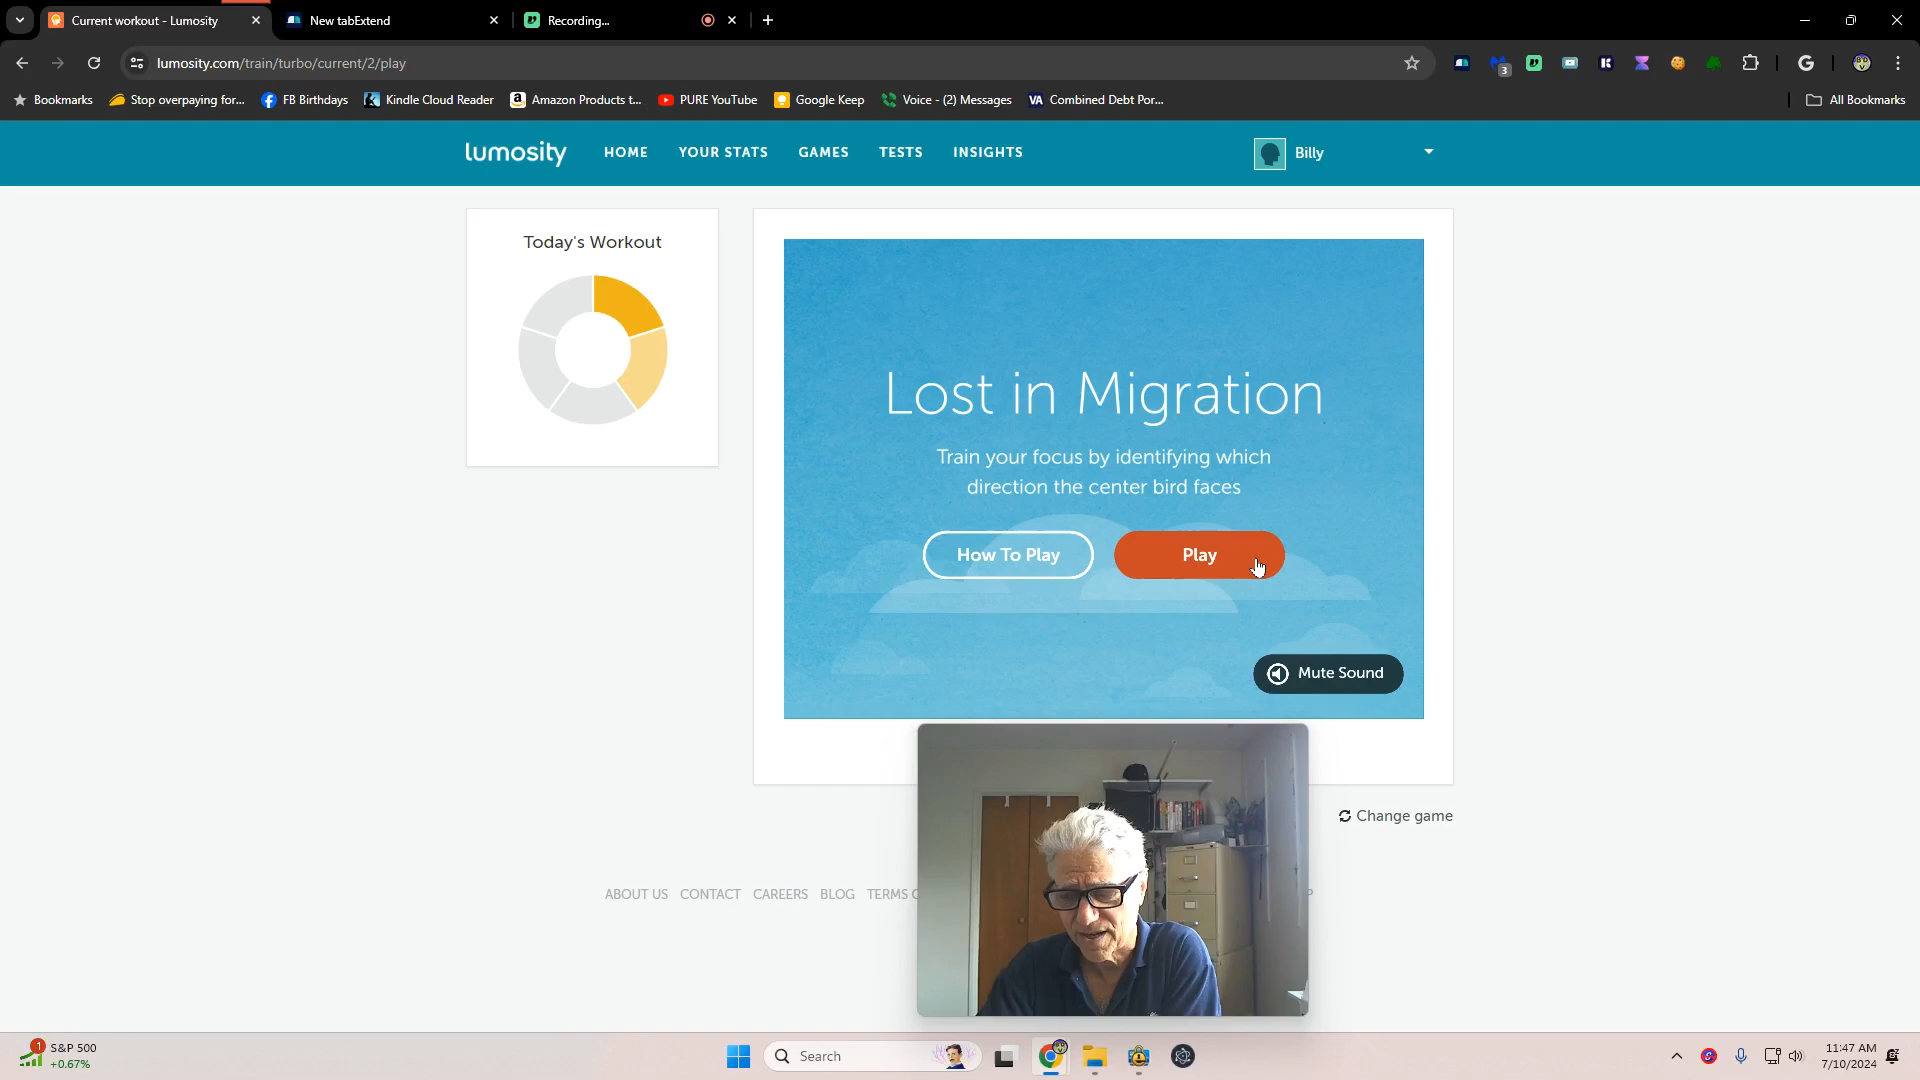 Current workout - Lumosity
New tabExtend
Recording...
lumosity.com/train/turbo/current/2/play
3
Bookmarks
Stop overpaying for...
FB Birthdays
Kindle Cloud Reader
Amazon Products t...
PURE YouTube
Google Keep
Voice - (2) Messages
VA Combined Debt Por...
All Bookmarks
lumosity
HOME
YOUR STATS
GAMES
TESTS
INSIGHTS
Billy
Today's Workout
Lost in Migration
Train your focus by identifying which
direction the center bird faces
How To Play
Play
Mute Sound
Change game
ABOUT US
CONTACT
CAREERS
BLOG
TERMS
1
S&P 500
+0.67%
Search
11:47 AM
7/10/2024